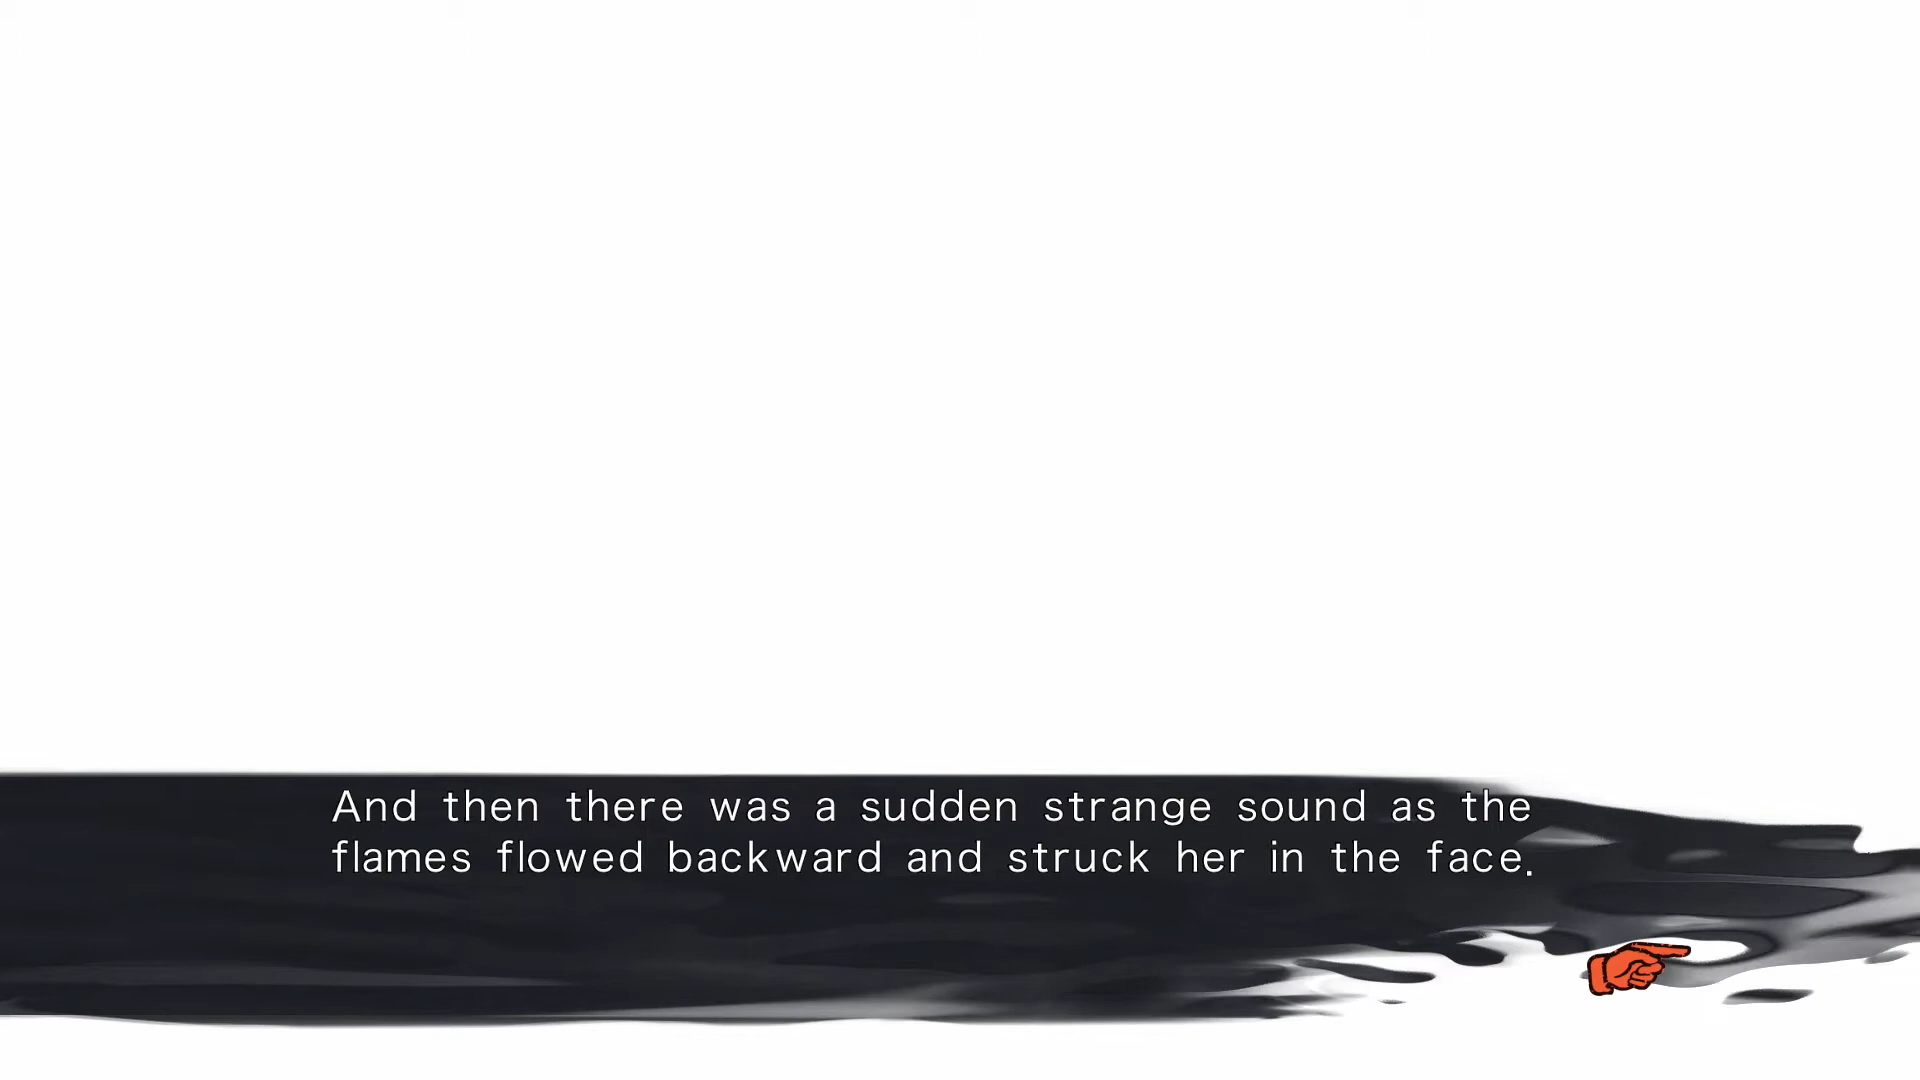 And then there was a sudden strange sound as the
flames flowed backward and struck her in the face.